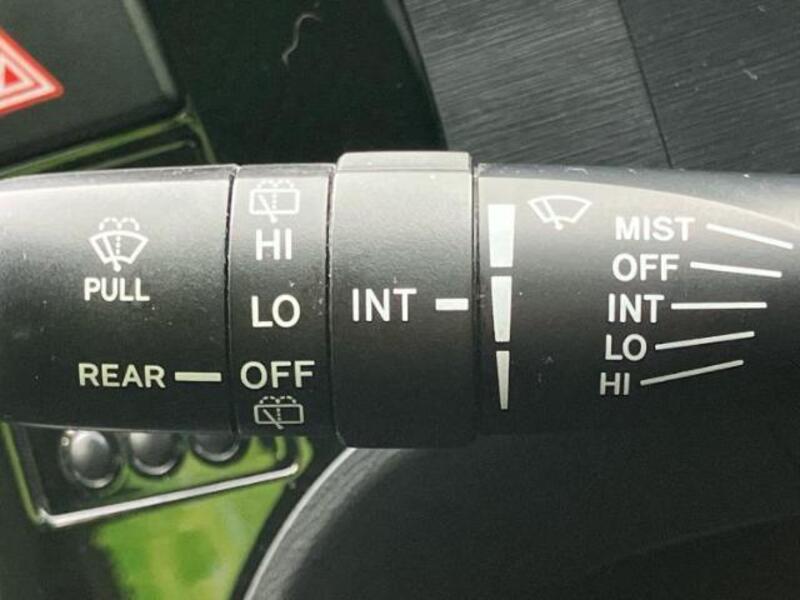 PULL
REAR
HI
LO
OFF
INT
MIST
OFF
INT
LO
HI